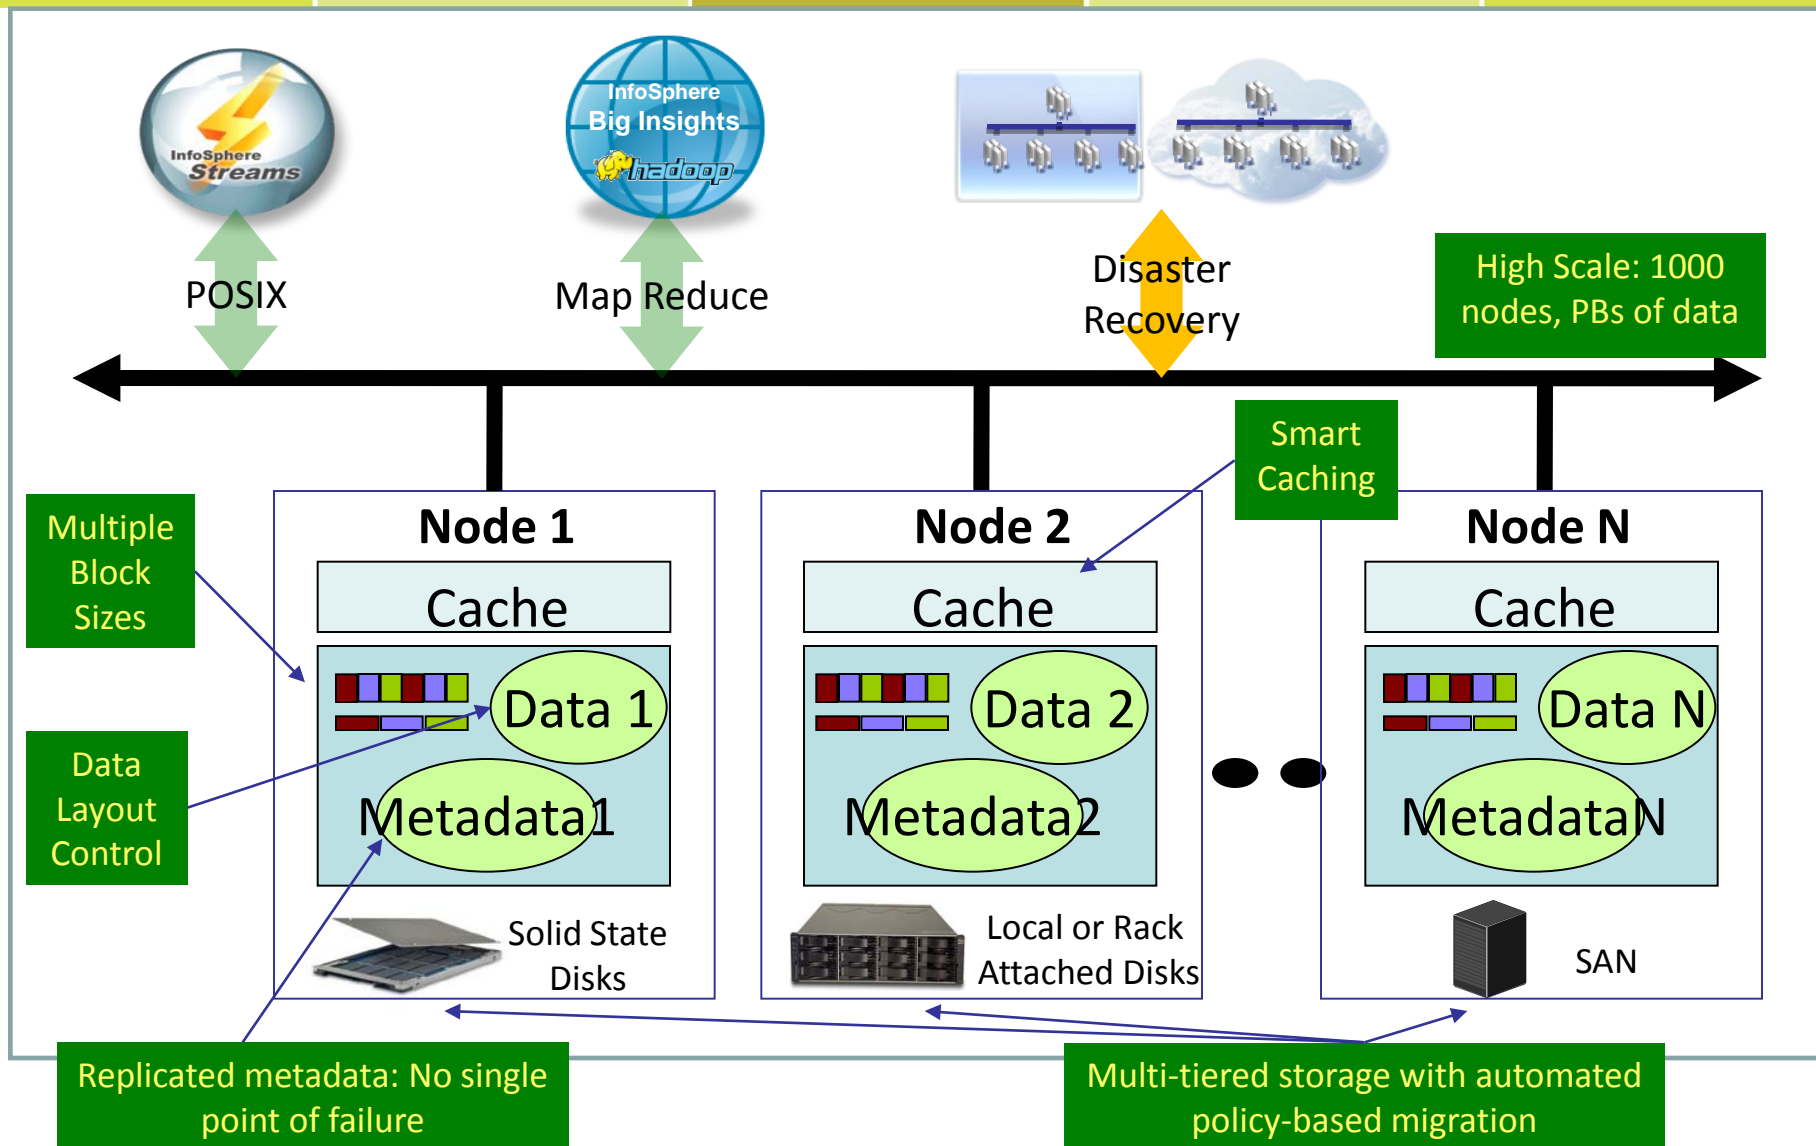 InfoSphere
Streams
InfoSphere
Big Insights
hadoop
POSIX
Map Reduce
Disaster
Recovery
High Scale: 1000
nodes, PBs of data
Smart
Caching
Multiple
Block
Sizes
Data
Layout
Control
Node 1
Cache
Data 1
Metadata1
Solid State
Disks
Node 2
Cache
Data 2
Metadata2
Local or Rack
Attached Disks
Node N
Cache
Data N
MetadataN
SAN
Replicated metadata: No single
point of failure
Multi-tiered storage with automated
policy-based migration